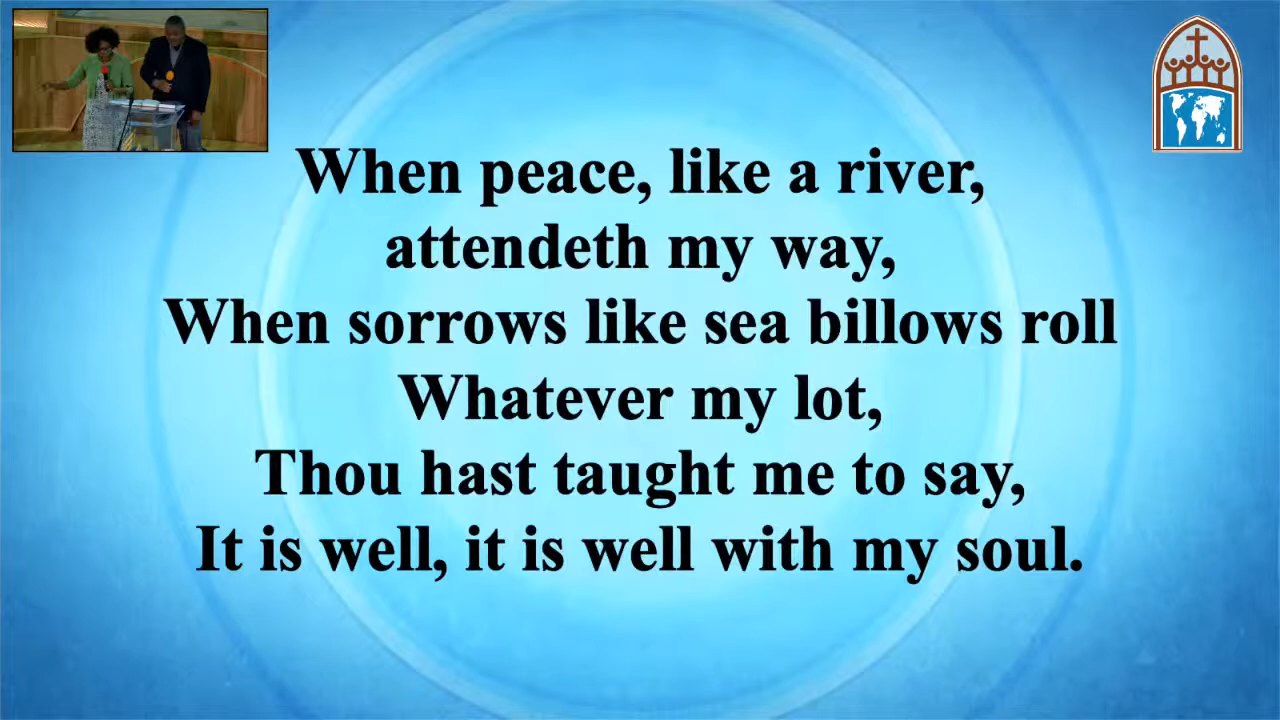 When peace, like a river,
attendeth my way,
When sorrows like sea billows roll
Whatever my lot,
Thou hast taught me to say,
It is well, it is well with my soul.